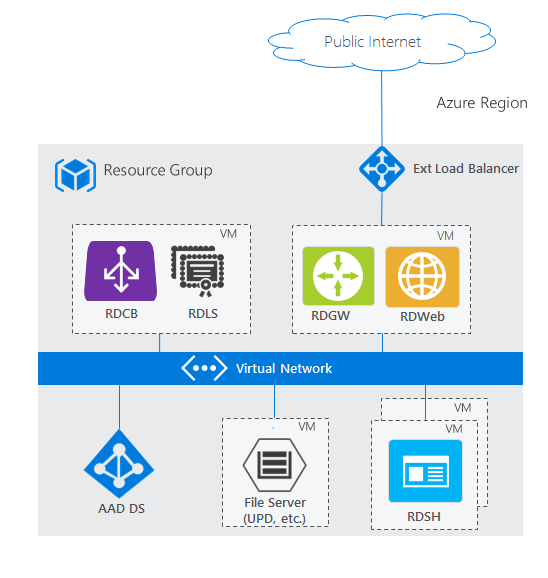 Public Internet
Azure Region
Resource Group
Ext Load Balancer
VM
VM
RDCB
RDLS
RDGW
RDWeb
Virtual Network
VM
VM
VM
AAD DS
File Server
(UPD, etc.)
RDSH